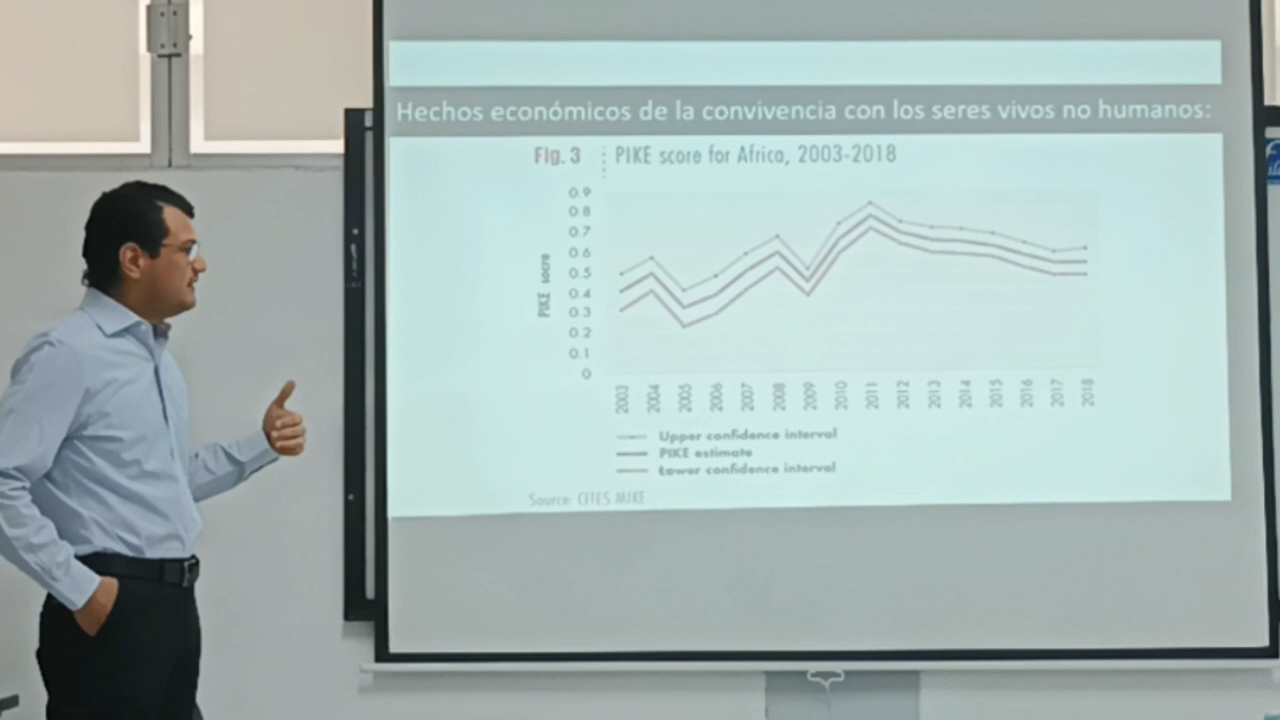 Hechos económicos de la convivencia con los seres vivos no humanos:
Fig. 3 PIKE score for Africa, 2003-2018
0.9
0.8
0.7
0.6
0.5
0.4
0.3
0.2
0.1
0
PIKE socre
2003 2004 2005 2006 2007 2008 2009 2010 2011 2012 2013 2014 2015 2016 2017 2018
Upper confidence interval
PIKE estimate
Lower confidence interval
Source: CITES MIKE